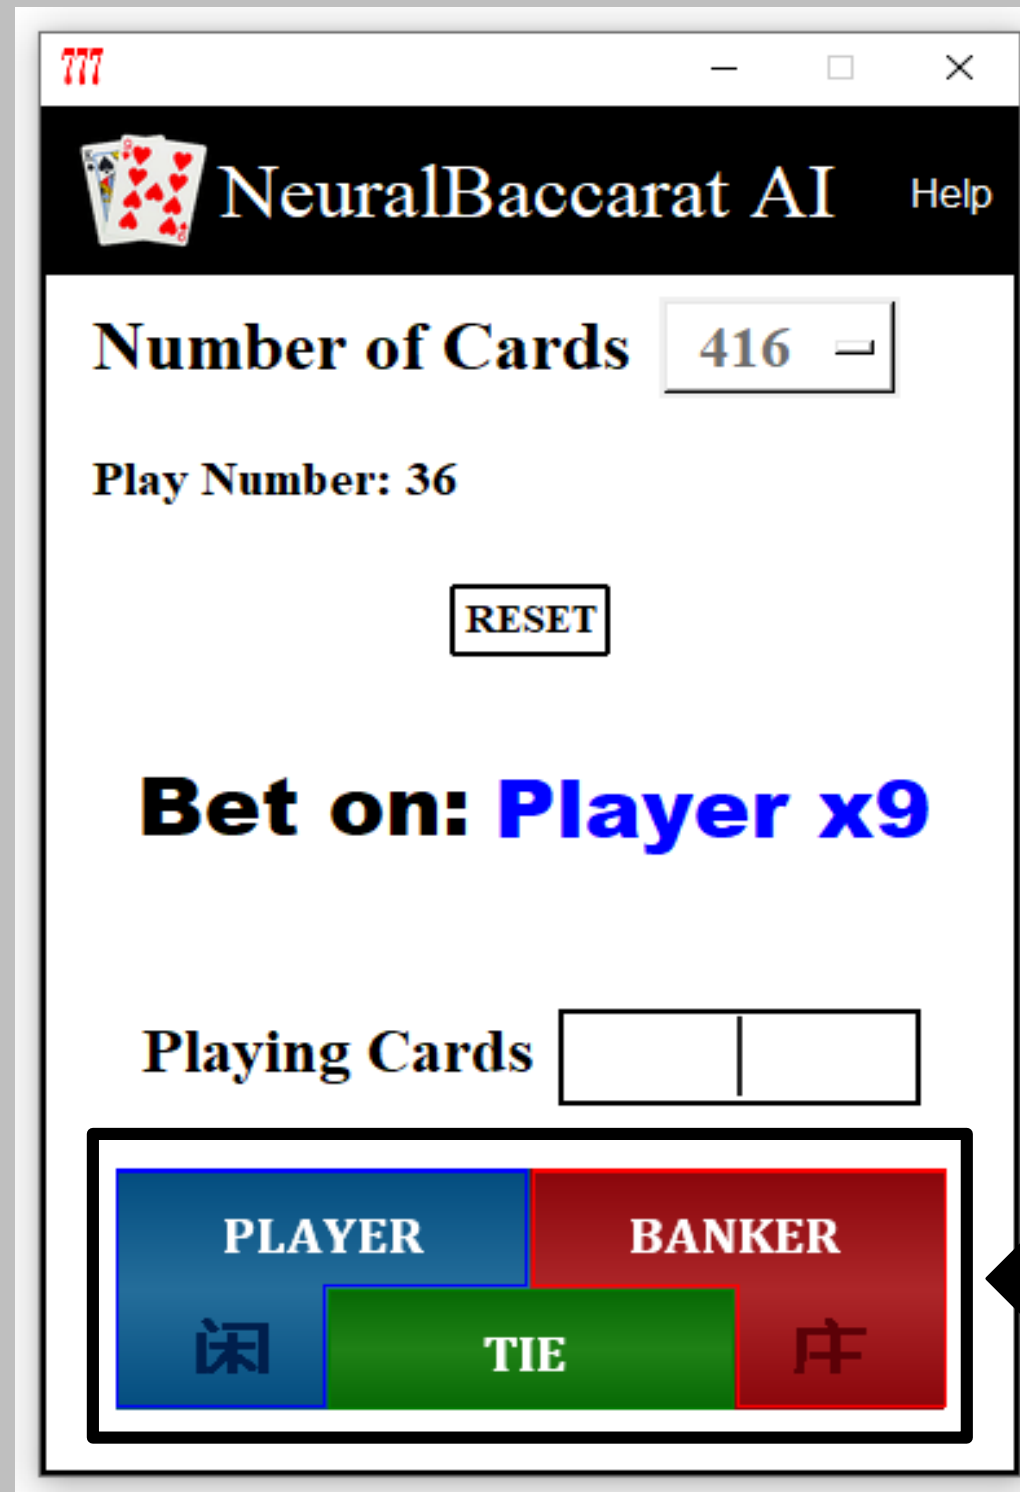 777
NeuralBaccarat AI
Help
Number of Cards 416
Play Number: 36
RESET
Bet on: Player x9
Playing Cards
PLAYER
BANKER
闲
TIE
庄